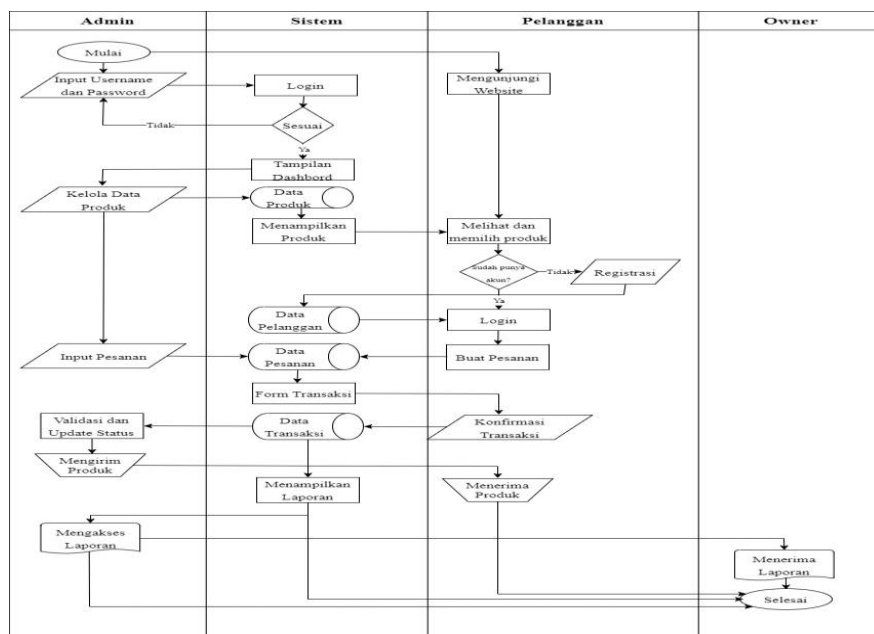 Admin
Sistem
Pelanggan
Owner
Mulai
Input Username
dan Password
Login
Mengunjungi
Website
Tidak
Sesuai
Ya
Tampilan
Dashbord
Kelola Data
Produk
Data
Produk
Menampilkan
Produk
Melihat dan
memilih produk
Sudah punya
akun?
Tidak
Registrasi
Ya
Data
Pelanggan
Login
Input Pesanan
Data
Pesanan
Buat Pesanan
Form Transaksi
Validasi dan
Update Status
Data
Transaksi
Konfirmasi
Transaksi
Mengirim
Produk
Menampilkan
Laporan
Menerima
Produk
Mengakses
Laporan
Menerima
Laporan
Selesai